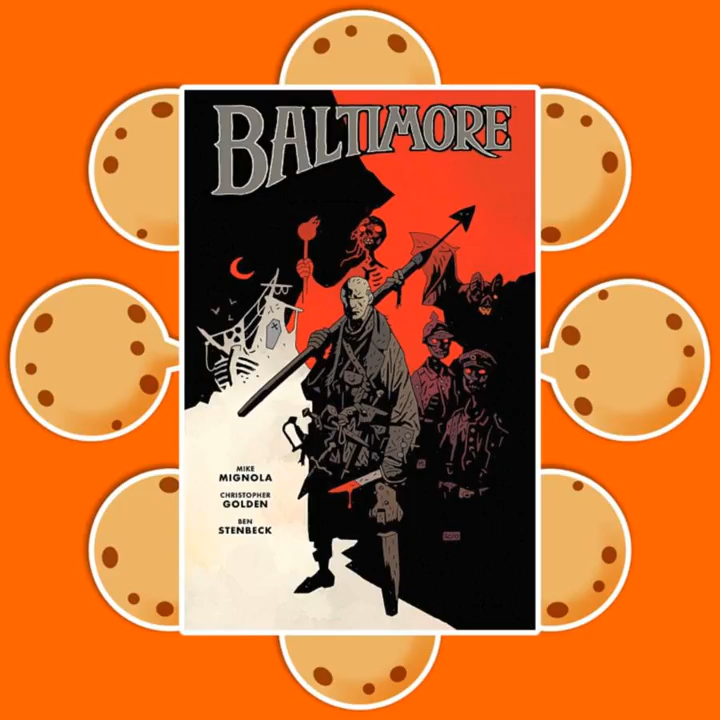 BALTIMORE
MIKE
MIGNOLA
CHRISTOPHER
GOLDEN
BEN
STENBECK